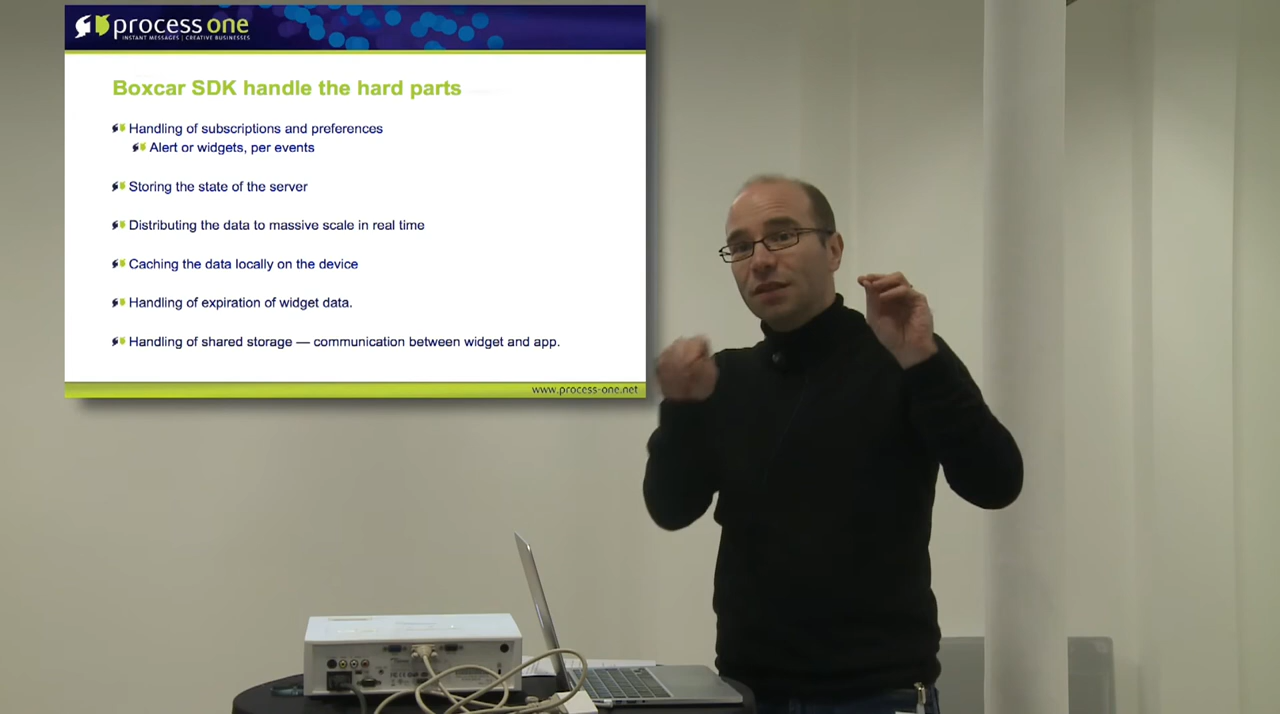 process one
INSTANT MESSAGES | CREATIVE BUSINESSES
Boxcar SDK handle the hard parts
Handling of subscriptions and preferences
Alert or widgets, per events
Storing the state of the server
Distributing the data to massive scale in real time
Caching the data locally on the device
Handling of expiration of widget data.
Handling of shared storage — communication between widget and app.
www.process-one.net